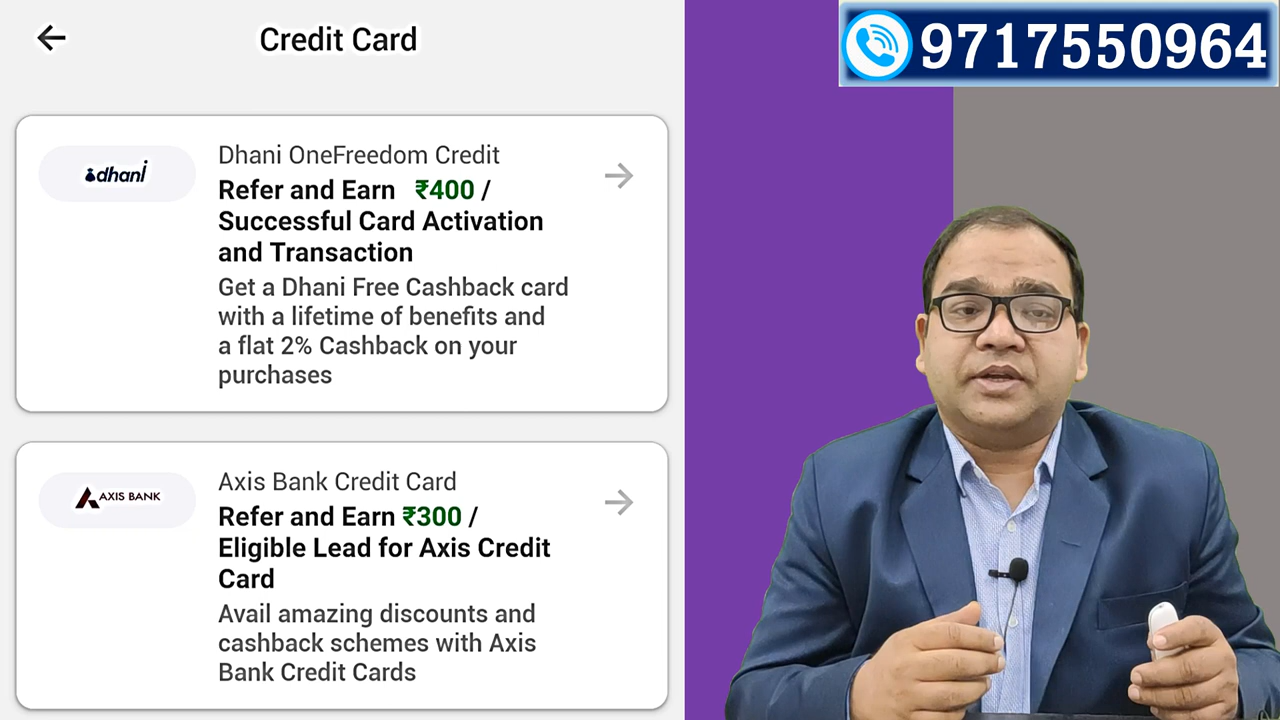 Credit Card
9717550964
dhani
Dhani OneFreedom Credit
Refer and Earn ₹400 /
Successful Card Activation
and Transaction
Get a Dhani Free Cashback card
with a lifetime of benefits and
a flat 2% Cashback on your
purchases
AXIS BANK
Axis Bank Credit Card
Refer and Earn ₹300 /
Eligible Lead for Axis Credit
Card
Avail amazing discounts and
cashback schemes with Axis
Bank Credit Cards